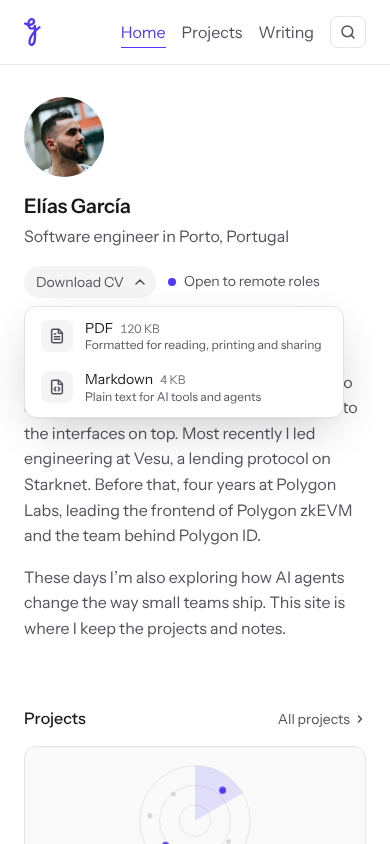 Home Projects Writing
Elías García
Software engineer in Porto, Portugal
Download CV
Open to remote roles
PDF 120 KB
Formatted for reading, printing and sharing
Markdown 4 KB
Plain text for AI tools and agents
to
the interfaces on top. Most recently I led
engineering at Vesu, a lending protocol on
Starknet. Before that, four years at Polygon
Labs, leading the frontend of Polygon zkEVM
and the team behind Polygon ID.
These days I’m also exploring how AI agents
change the way small teams ship. This site is
where I keep the projects and notes.
Projects
All projects